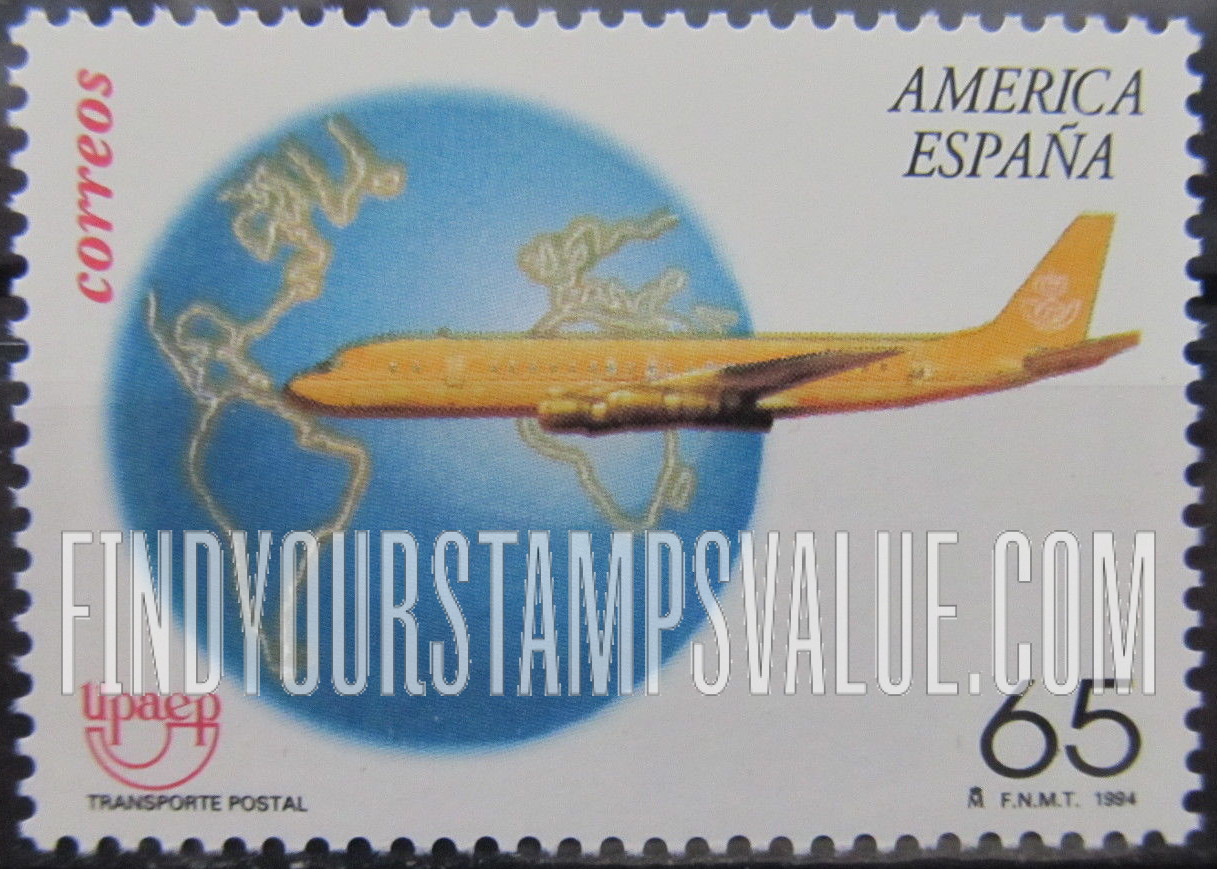 correos
AMERICA
ESPAÑA
FINDYOURSTAMPSVALUE.COM
upaep
TRANSPORTE POSTAL
65
M F.N.M.T. 1994